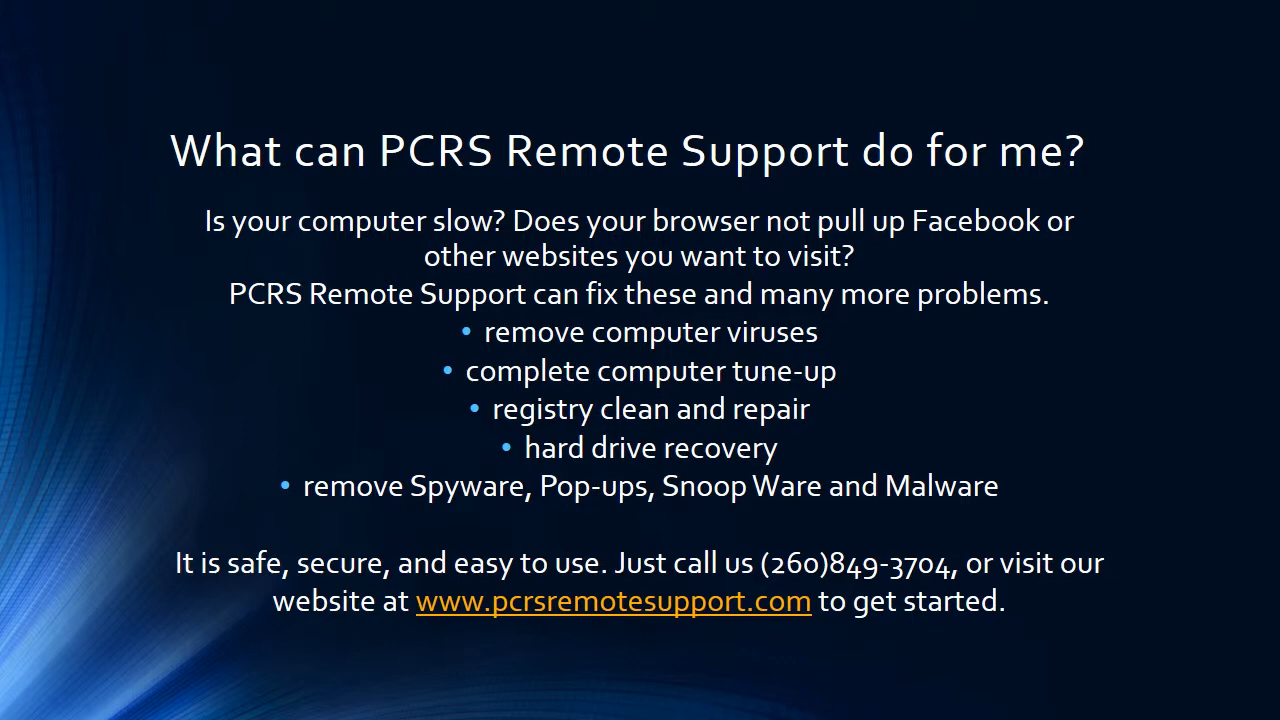 What can PCRS Remote Support do for me?
Is your computer slow? Does your browser not pull up Facebook or
other websites you want to visit?
PCRS Remote Support can fix these and many more problems.
• remove computer viruses
• complete computer tune-up
• registry clean and repair
• hard drive recovery
• remove Spyware, Pop-ups, Snoop Ware and Malware
It is safe, secure, and easy to use. Just call us (260)849-3704, or visit our
website at www.pcrsremotesupport.com to get started.